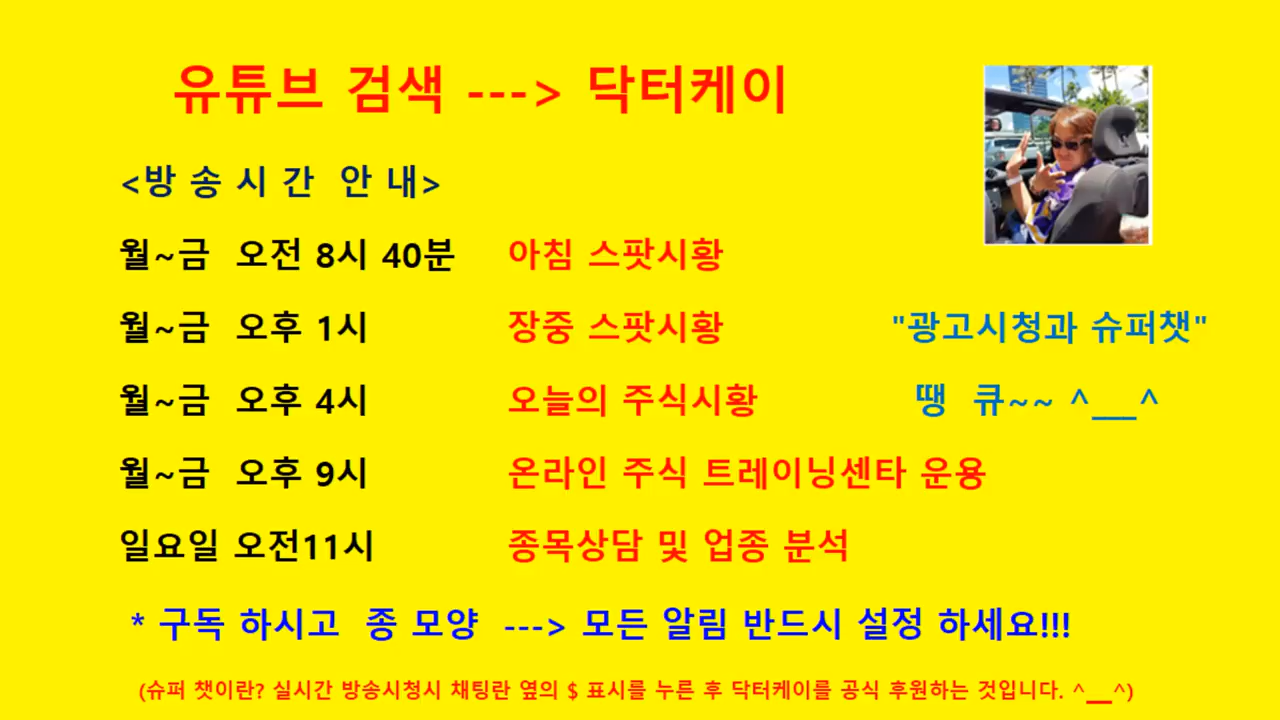 유튜브 검색 ---> 닥터케이
<방 송 시 간 안 내>
월~금 오전 8시 40분 아침 스팟시황
월~금 오후 1시 장중 스팟시황 "광고시청과 슈퍼챗"
월~금 오후 4시 오늘의 주식시황 땡 큐~~ ^__^
월~금 오후 9시 온라인 주식 트레이닝센타 운용
일요일 오전11시 종목상담 및 업종 분석
* 구독 하시고 종 모양 ---> 모든 알림 반드시 설정 하세요!!!
(슈퍼 챗이란? 실시간 방송시청시 채팅란 옆의 $ 표시를 누른 후 닥터케이를 공식 후원하는 것입니다. ^__^)